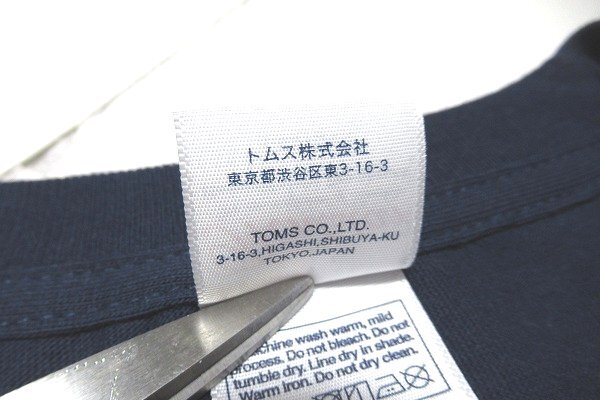 トムス株式会社
東京都渋谷区東3-16-3
TOMS CO.,LTD.
3-16-3,HIGASHI,SHIBUYA-KU
TOKYO,JAPAN
chine wash warm, mild
process. Do not bleach. Do not
tumble dry. Line dry in shade.
Warm Iron. Do not dry clean.